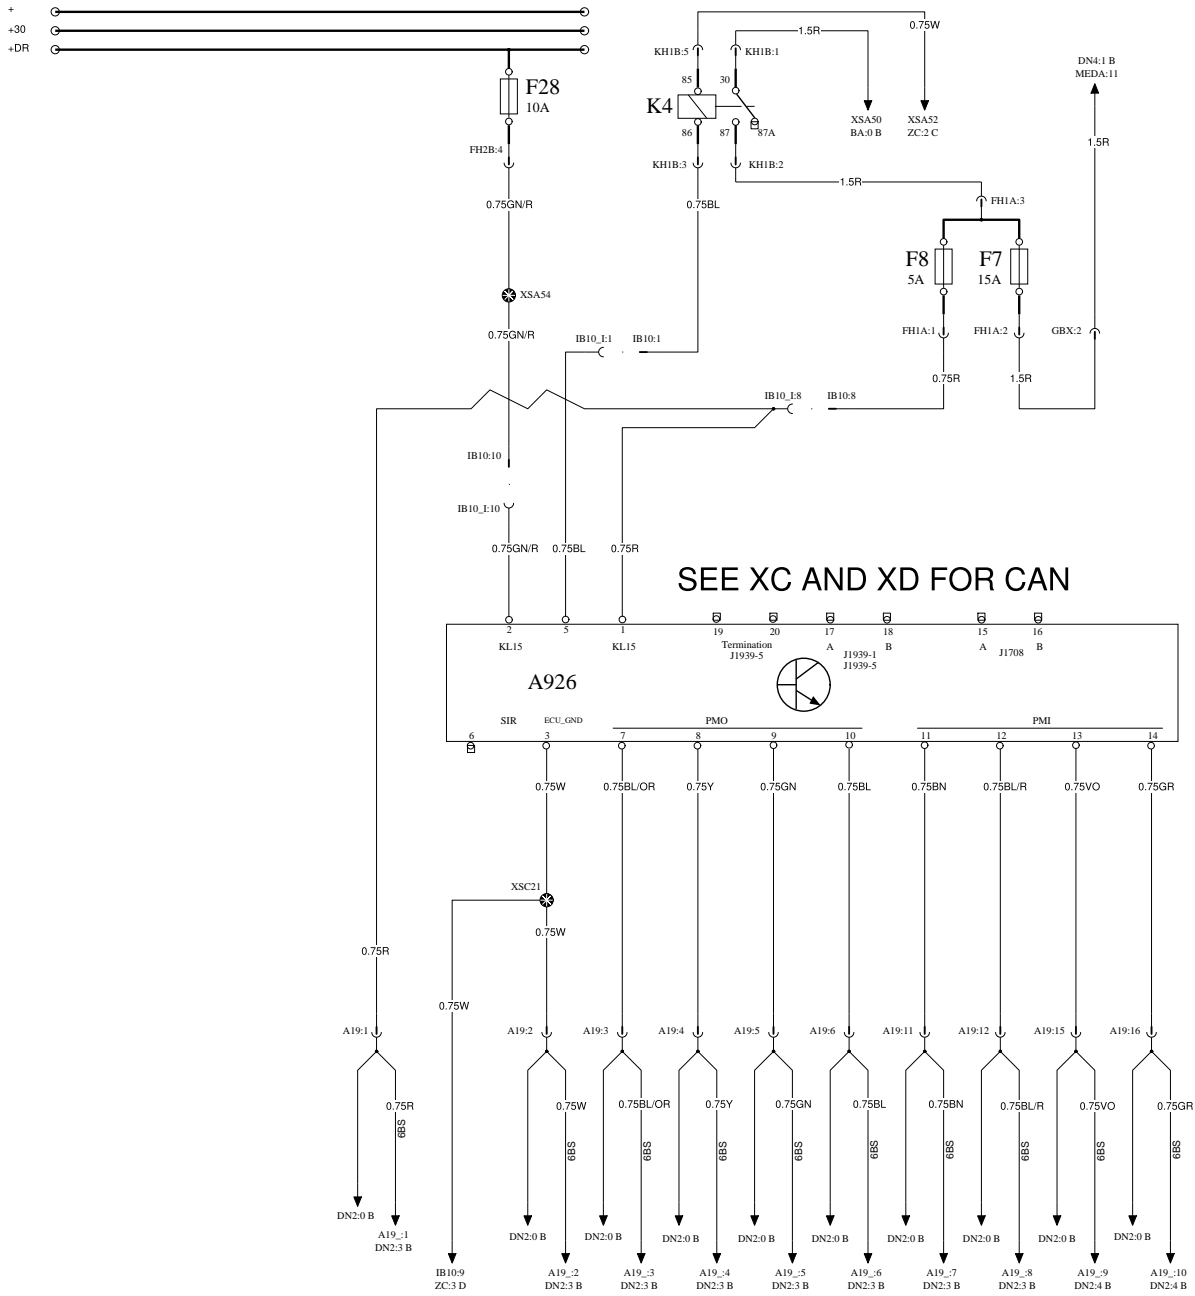 +
+30
+DR
F28
10A
FH2B:4
0.75GN/R
XSA54
0.75GN/R
KH1B:5
KH1B:1
1.5R
0.75W
85
30
K4
86
87
87A
KH1B:3
KH1B:2
XSA50
BA:0 B
XSA52
ZC:2 C
DN4:1 B
MEDA:11
1.5R
1.5R
0.75BL
FH1A:3
F8
5A
F7
15A
FH1A:1
FH1A:2
GBX:2
IB10_I:1
IB10:1
0.75R
1.5R
IB10_I:8
IB10:8
IB10:10
IB10_I:10
0.75GN/R
0.75BL
0.75R
SEE XC AND XD FOR CAN
2
5
1
19
20
17
18
15
16
KL15
KL15
Termination
J1939-5
A
J1939-1
J1939-5
B
A
J1708
B
A926
SIR
ECU_GND
PMO
PMI
6
3
7
8
9
10
11
12
13
14
0.75W
0.75BL/OR
0.75Y
0.75GN
0.75BL
0.75BN
0.75BL/R
0.75VO
0.75GR
XSC21
0.75W
0.75R
0.75W
A19:1
A19:2
A19:3
A19:4
A19:5
A19:6
A19:11
A19:12
A19:15
A19:16
0.75R
0.75W
0.75BL/OR
0.75Y
0.75GN
0.75BL
0.75BN
0.75BL/R
0.75VO
0.75GR
6BS
6BS
6BS
6BS
6BS
6BS
6BS
6BS
6BS
6BS
DN2:0 B
A19_:1
DN2:3 B
DN2:0 B
DN2:0 B
DN2:0 B
DN2:0 B
DN2:0 B
DN2:0 B
DN2:0 B
DN2:0 B
DN2:0 B
IB10:9
ZC:3 D
A19_:2
DN2:3 B
A19_:3
DN2:3 B
A19_:4
DN2:3 B
A19_:5
DN2:3 B
A19_:6
DN2:3 B
A19_:7
DN2:3 B
A19_:8
DN2:3 B
A19_:9
DN2:4 B
A19_:10
DN2:4 B